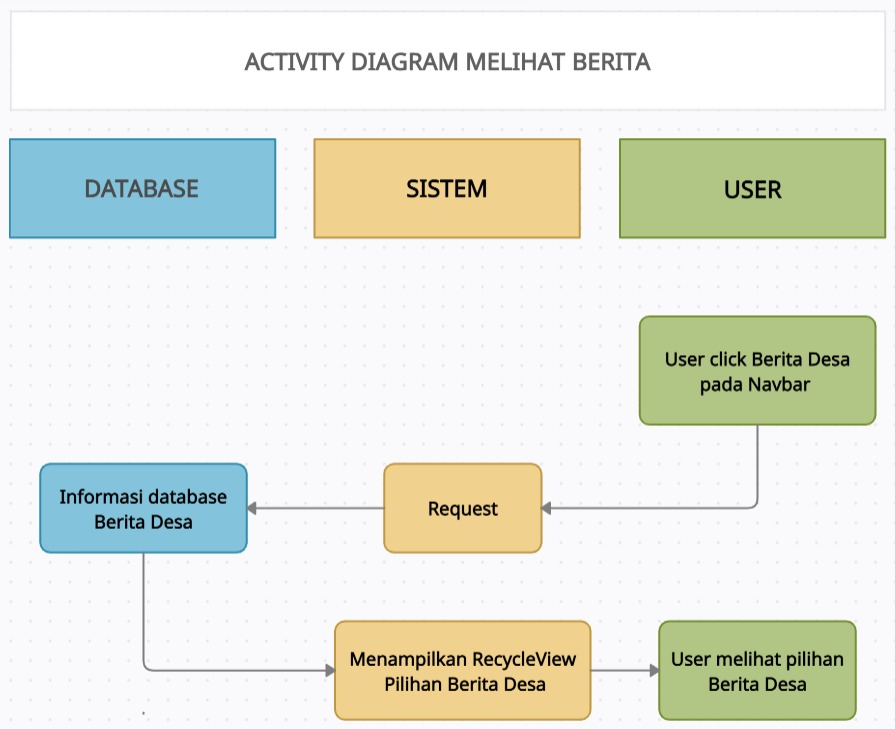 ACTIVITY DIAGRAM MELIHAT BERITA
DATABASE
SISTEM
USER
User click Berita Desa
pada Navbar
Informasi database
Berita Desa
Request
Menampilkan RecycleView
Pilihan Berita Desa
User melihat pilihan
Berita Desa